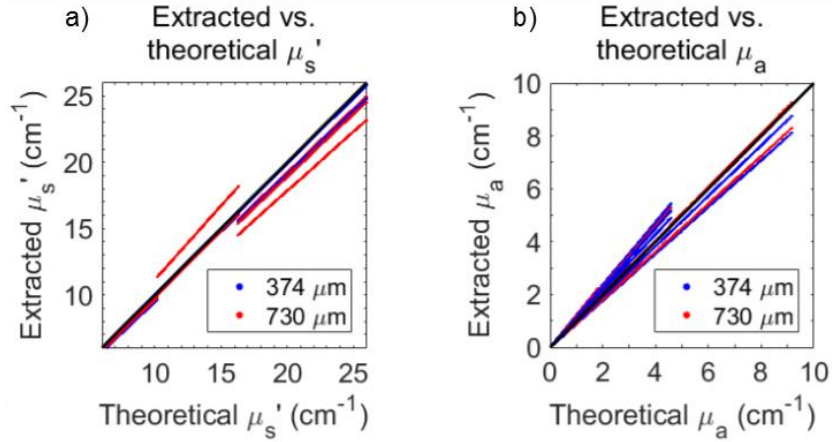 a) Extracted vs.
theoretical μs'
Extracted μs' (cm-1)
25
20
15
10
374 μm
730 μm
10 15 20 25
Theoretical μs' (cm-1)
b) Extracted vs.
theoretical μa
Extracted μa (cm-1)
10
8
6
4
2
0
374 μm
730 μm
0 2 4 6 8 10
Theoretical μa (cm-1)